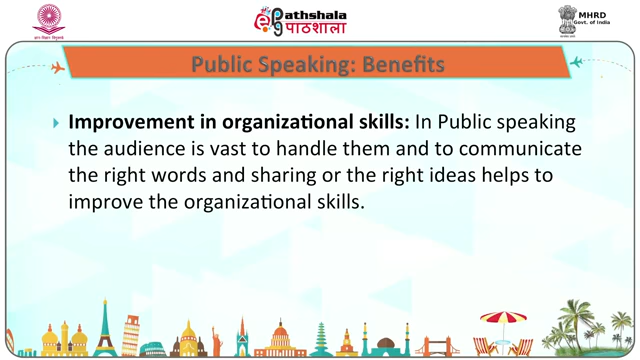 ePathshala
पाठशाला
MHRD
Govt. of India
Public Speaking: Benefits
Improvement in organizational skills: In Public speaking
the audience is vast to handle them and to communicate
the right words and sharing or the right ideas helps to
improve the organizational skills.